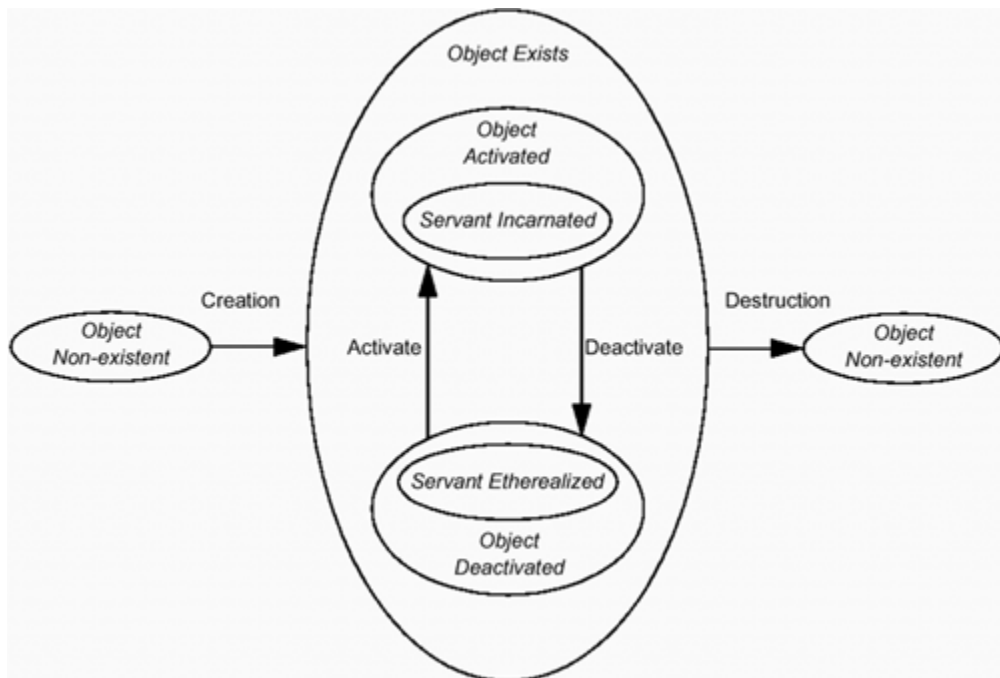 Object Exists
Object
Activated
Servant Incarnated
Creation
Destruction
Object
Non-existent
Activate
Deactivate
Object
Non-existent
Servant Etherealized
Object
Deactivated